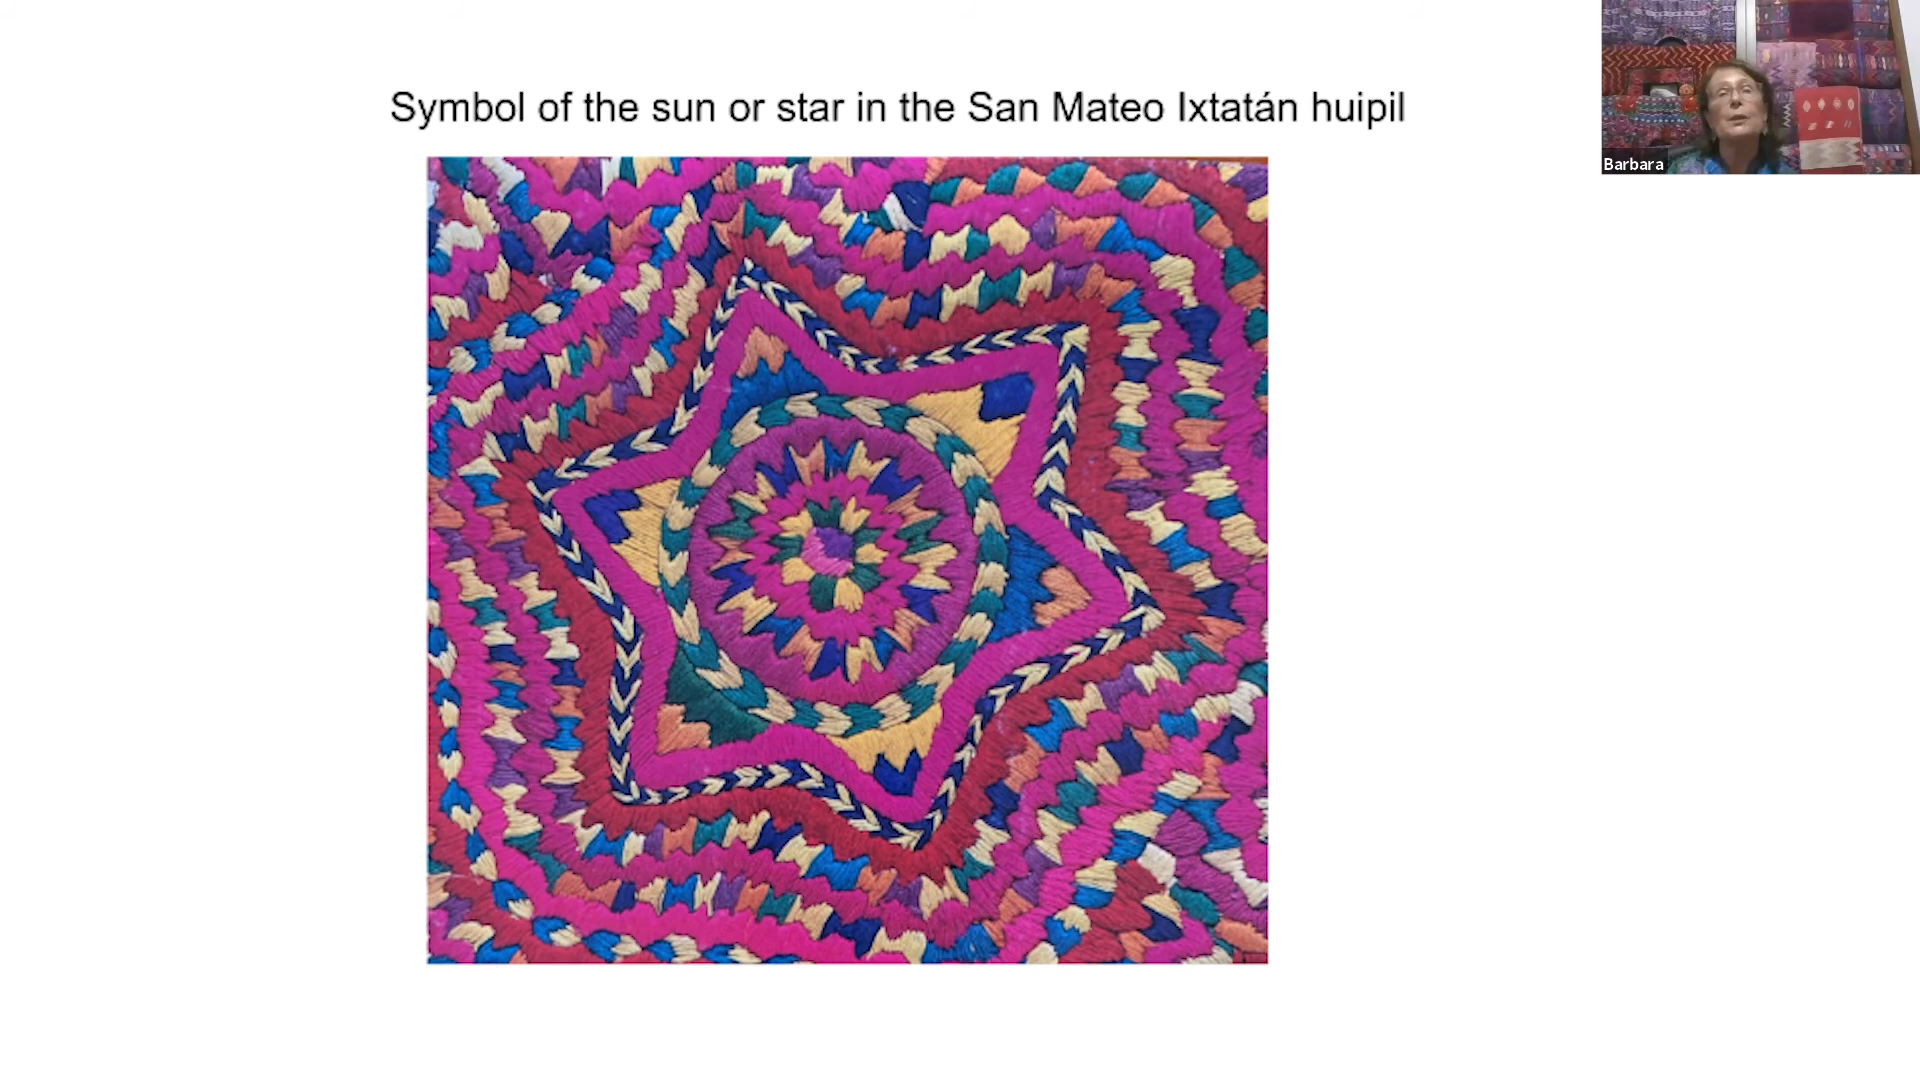 Symbol of the sun or star in the San Mateo Ixtatán huipil
Barbara